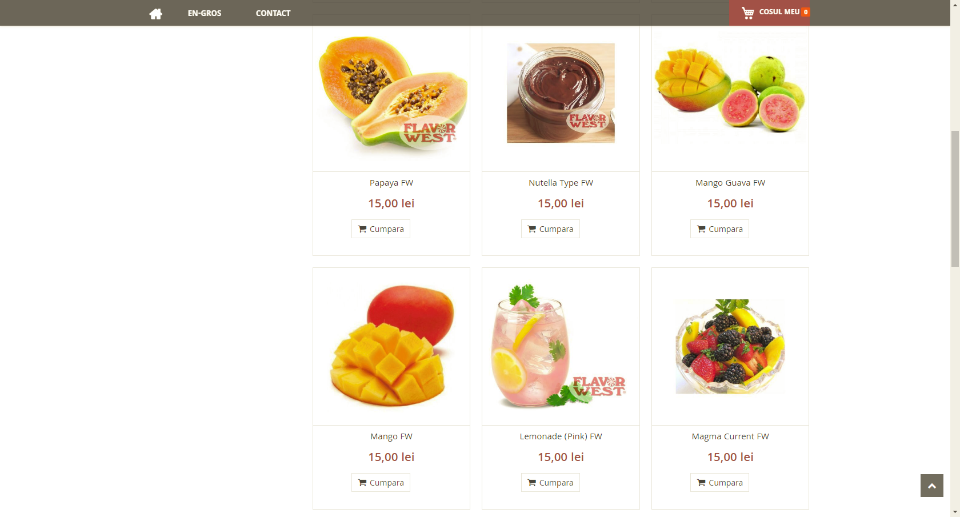 EN-GROS CONTACT COSUL MEU 0
FLAVOR WEST
FLAVOR WEST
Papaya FW
15,00 lei
Cumpara
Nutella Type FW
15,00 lei
Cumpara
Mango Guava FW
15,00 lei
Cumpara
FLAVOR WEST
Mango FW
15,00 lei
Cumpara
Lemonade (Pink) FW
15,00 lei
Cumpara
Magma Current FW
15,00 lei
Cumpara